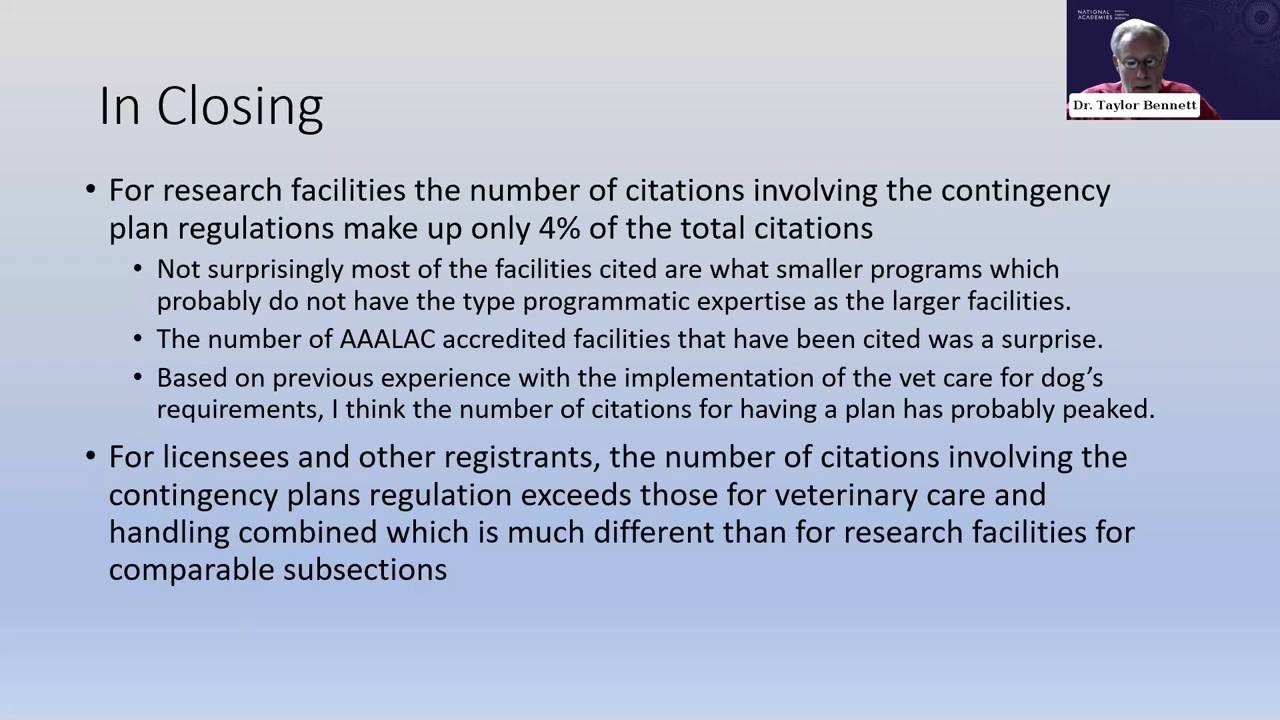 NATIONAL
ACADEMIES
Dr. Taylor Bennett
In Closing
• For research facilities the number of citations involving the contingency
plan regulations make up only 4% of the total citations
• Not surprisingly most of the facilities cited are what smaller programs which
probably do not have the type programmatic expertise as the larger facilities.
• The number of AAALAC accredited facilities that have been cited was a surprise.
• Based on previous experience with the implementation of the vet care for dog’s
requirements, I think the number of citations for having a plan has probably peaked.
• For licensees and other registrants, the number of citations involving the
contingency plans regulation exceeds those for veterinary care and
handling combined which is much different than for research facilities for
comparable subsections